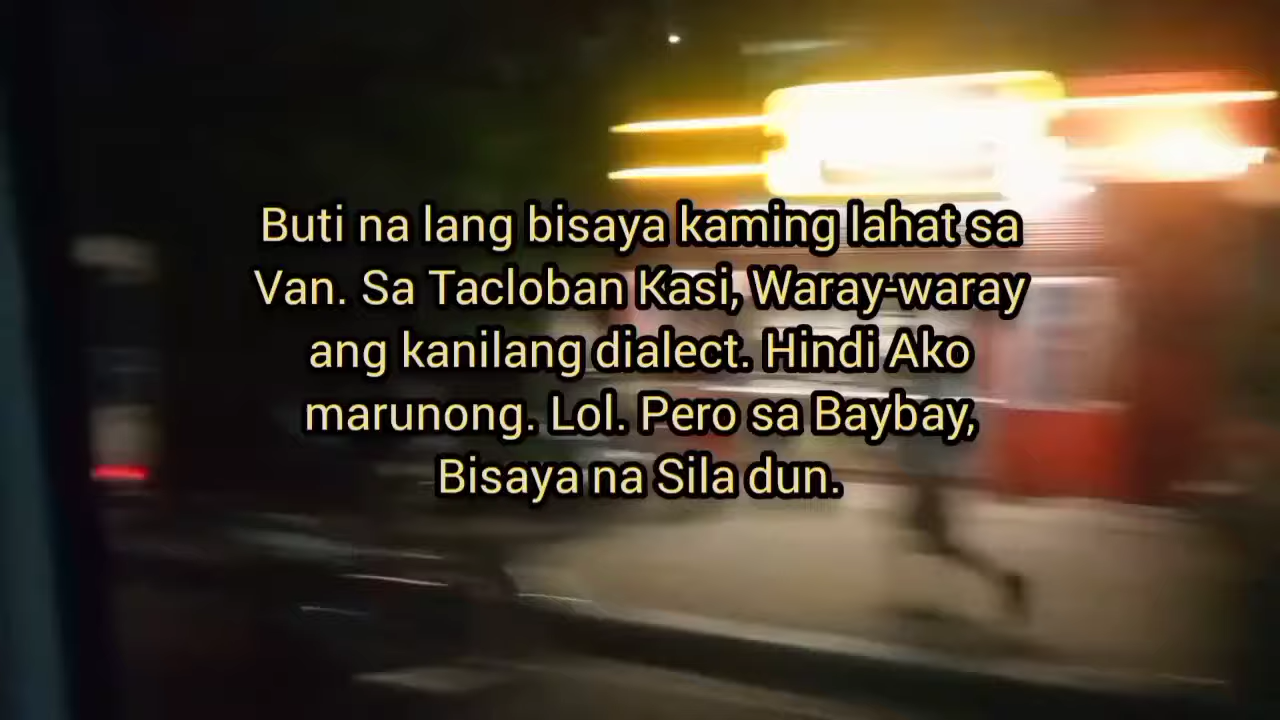 Buti na lang bisaya kaming lahat sa
Van. Sa Tacloban Kasi, Waray-waray
ang kanilang dialect. Hindi Ako
marunong. Lol. Pero sa Baybay,
Bisaya na Sila dun.